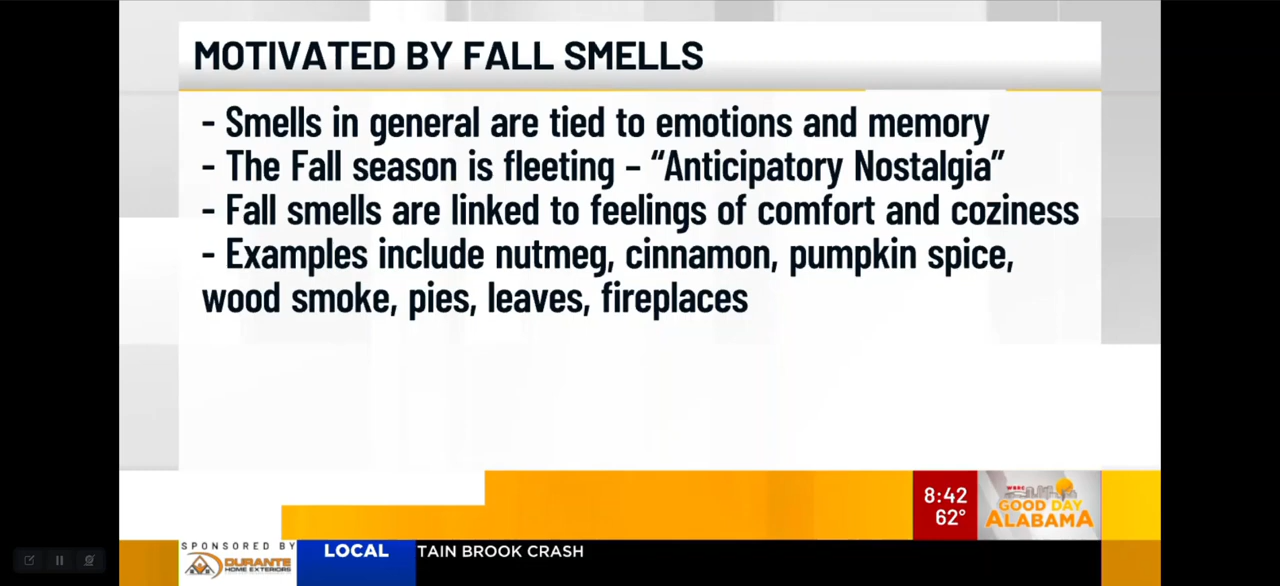 MOTIVATED BY FALL SMELLS
- Smells in general are tied to emotions and memory
- The Fall season is fleeting – “Anticipatory Nostalgia”
- Fall smells are linked to feelings of comfort and coziness
- Examples include nutmeg, cinnamon, pumpkin spice,
wood smoke, pies, leaves, fireplaces
8:42
62°
WBRC
GOOD DAY
ALABAMA
SPONSORED BY
DURANTE
HOME EXTERIORS
LOCAL
TAIN BROOK CRASH